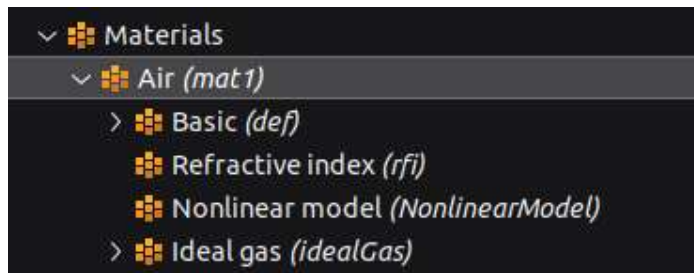 Materials
Air (mat1)
Basic (def)
Refractive index (rfi)
Nonlinear model (NonlinearModel)
Ideal gas (idealGas)